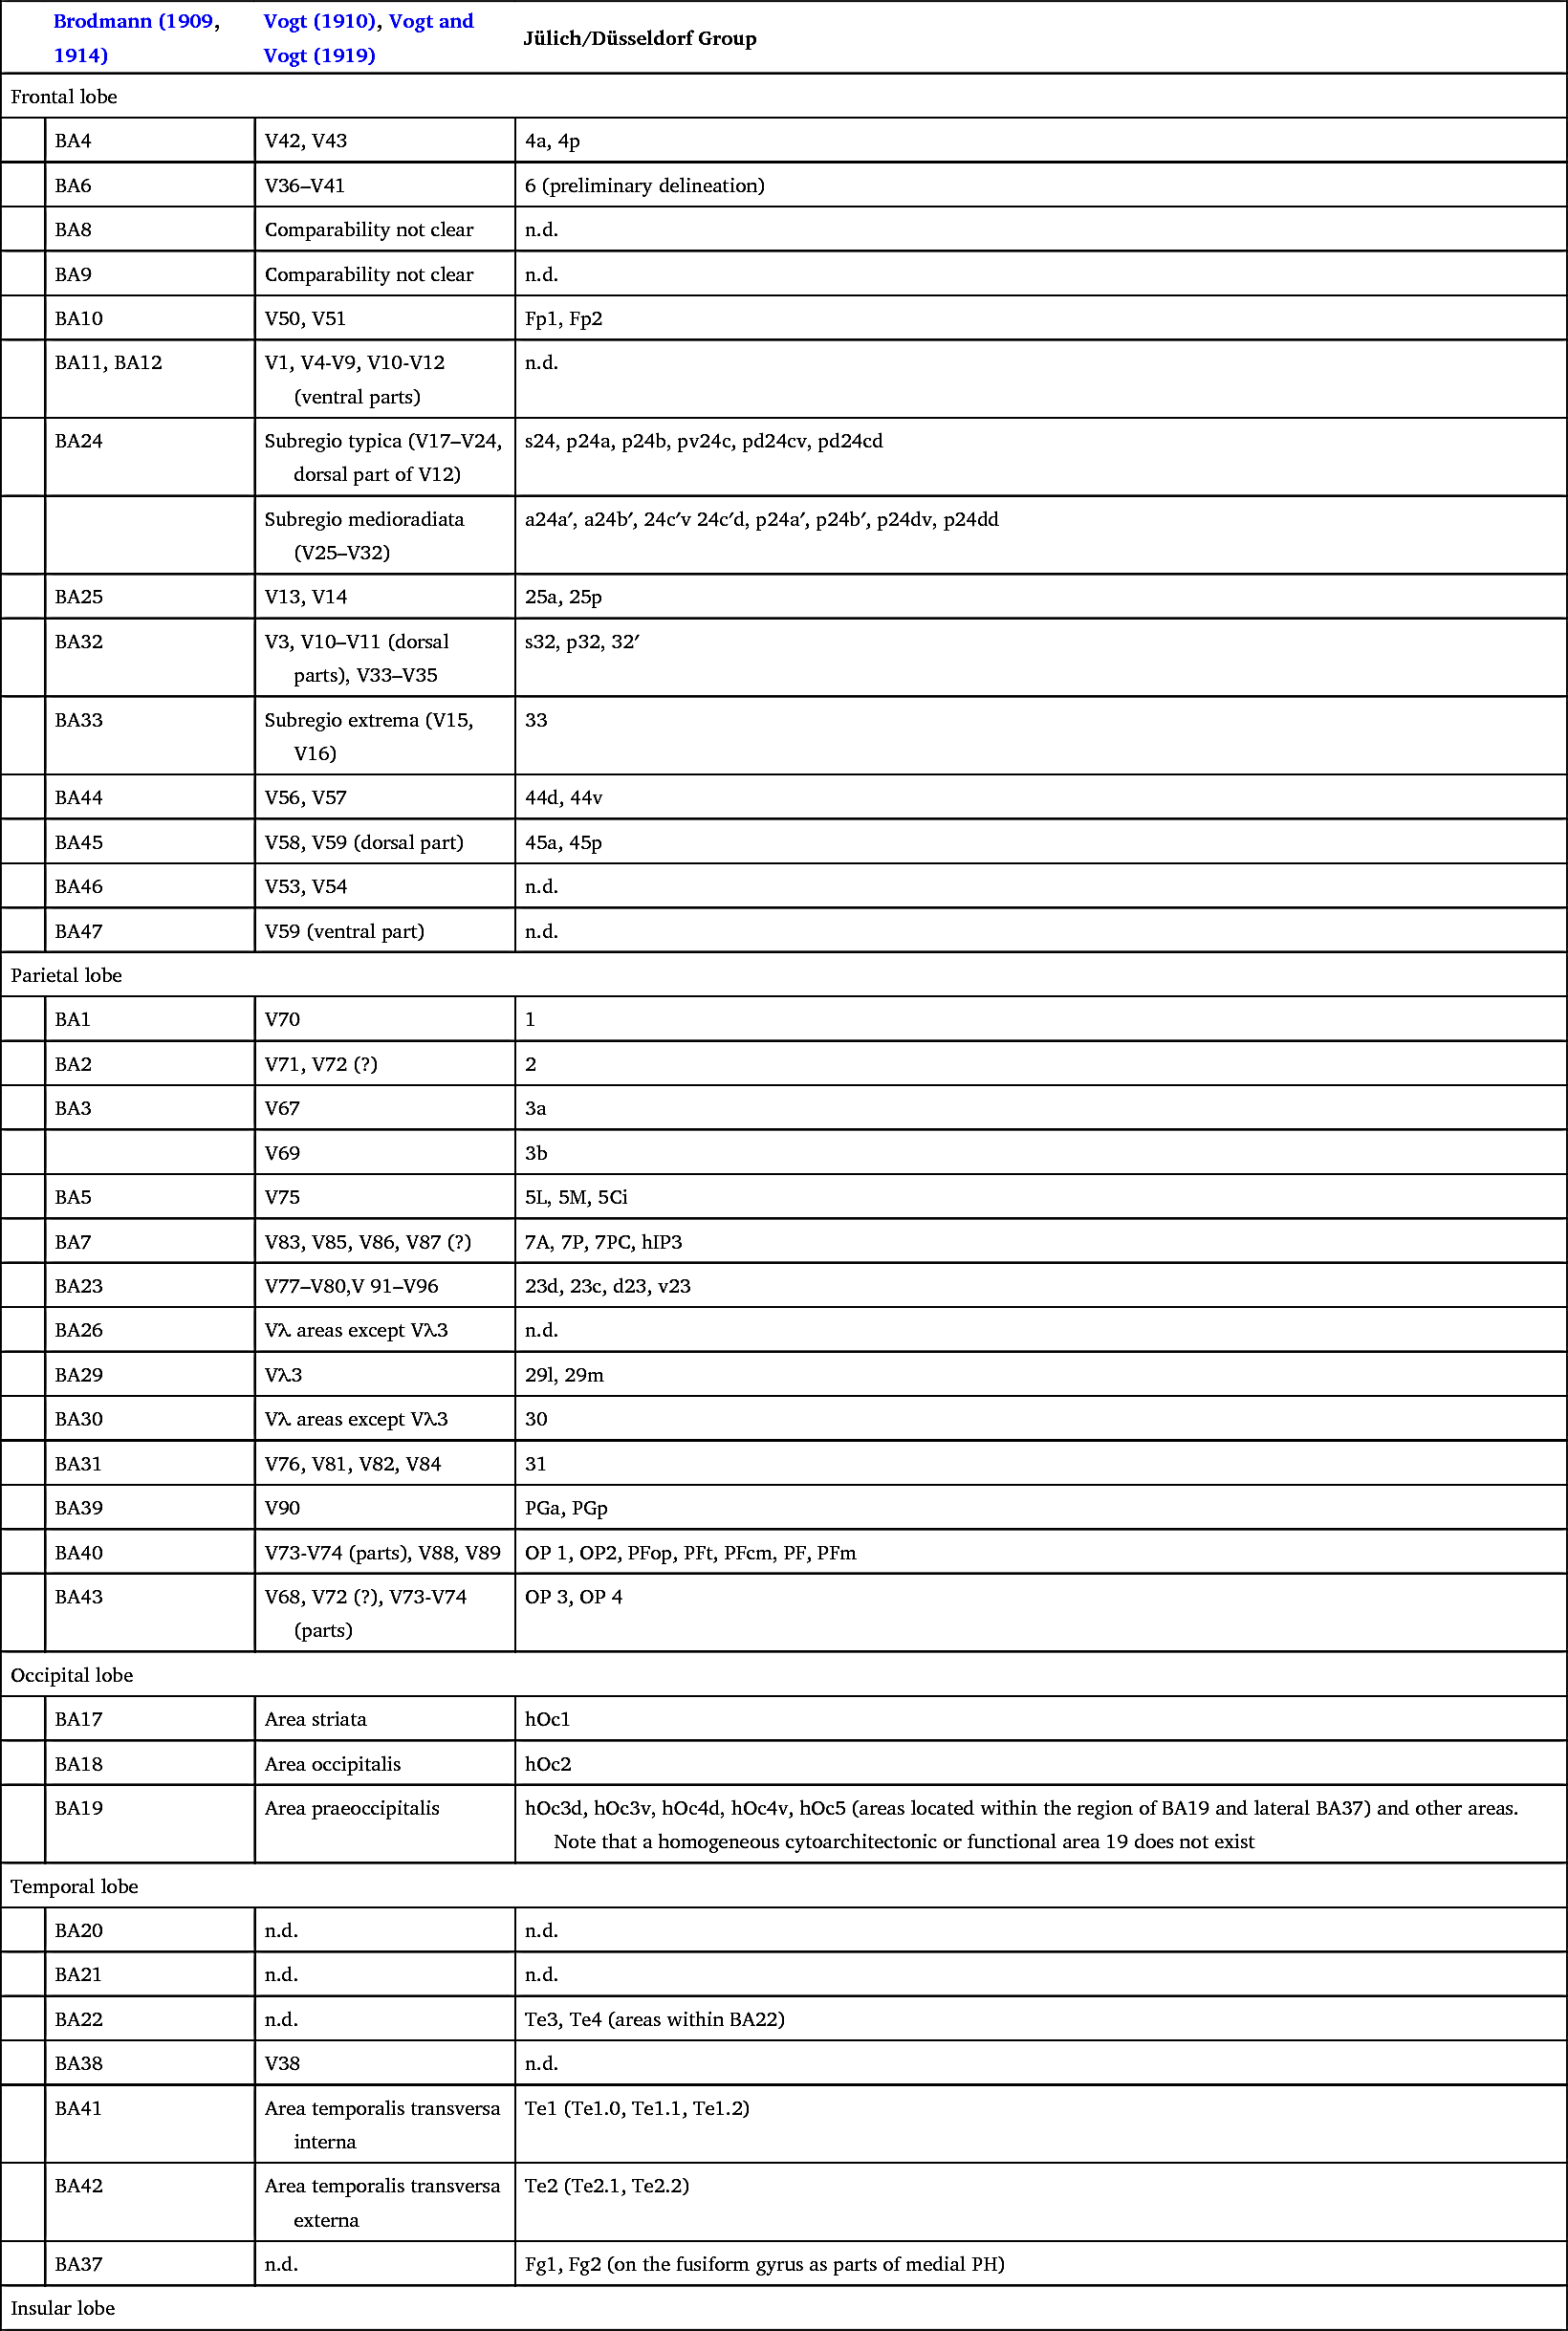 Brodmann (1909, 1914) Vogt (1910), Vogt and Vogt (1919) Jülich/Düsseldorf Group
Frontal lobe
BA4 V42, V43 4a, 4p
BA6 V36–V41 6 (preliminary delineation)
BA8 Comparability not clear n.d.
BA9 Comparability not clear n.d.
BA10 V50, V51 Fp1, Fp2
BA11, BA12 V1, V4-V9, V10-V12 (ventral parts) n.d.
BA24 Subregio typica (V17–V24, dorsal part of V12) s24, p24a, p24b, pv24c, pd24cv, pd24cd
Subregio medioradiata (V25–V32) a24a′, a24b′, 24c′v 24c′d, p24a′, p24b′, p24dv, p24dd
BA25 V13, V14 25a, 25p
BA32 V3, V10–V11 (dorsal parts), V33–V35 s32, p32, 32′
BA33 Subregio extrema (V15, V16) 33
BA44 V56, V57 44d, 44v
BA45 V58, V59 (dorsal part) 45a, 45p
BA46 V53, V54 n.d.
BA47 V59 (ventral part) n.d.
Parietal lobe
BA1 V70 1
BA2 V71, V72 (?) 2
BA3 V67 3a
V69 3b
BA5 V75 5L, 5M, 5Ci
BA7 V83, V85, V86, V87 (?) 7A, 7P, 7PC, hIP3
BA23 V77–V80,V 91–V96 23d, 23c, d23, v23
BA26 Vλ areas except Vλ3 n.d.
BA29 Vλ3 29l, 29m
BA30 Vλ areas except Vλ3 30
BA31 V76, V81, V82, V84 31
BA39 V90 PGa, PGp
BA40 V73-V74 (parts), V88, V89 OP 1, OP2, PFop, PFt, PFcm, PF, PFm
BA43 V68, V72 (?), V73-V74 (parts) OP 3, OP 4
Occipital lobe
BA17 Area striata hOc1
BA18 Area occipitalis hOc2
BA19 Area praeoccipitalis hOc3d, hOc3v, hOc4d, hOc4v, hOc5 (areas located within the region of BA19 and lateral BA37) and other areas.
Note that a homogeneous cytoarchitectonic or functional area 19 does not exist
Temporal lobe
BA20 n.d. n.d.
BA21 n.d. n.d.
BA22 n.d. Te3, Te4 (areas within BA22)
BA38 V38 n.d.
BA41 Area temporalis transversa interna Te1 (Te1.0, Te1.1, Te1.2)
BA42 Area temporalis transversa externa Te2 (Te2.1, Te2.2)
BA37 n.d. Fg1, Fg2 (on the fusiform gyrus as parts of medial PH)
Insular lobe